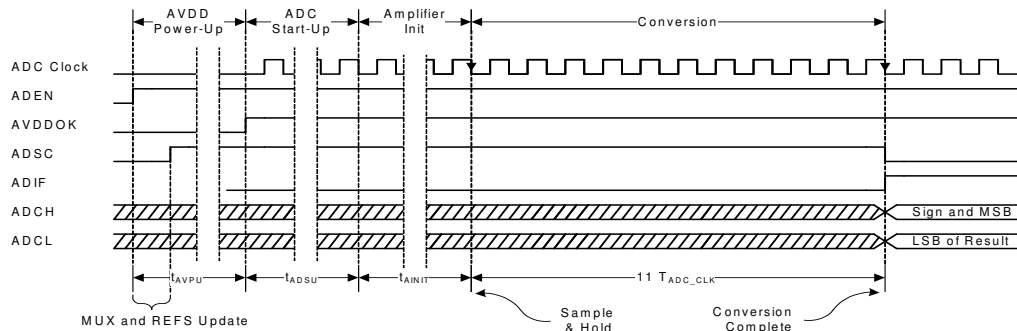 AVDD
Power-Up
ADC
Start-Up
Amplifier
Init
Conversion
ADC Clock
ADEN
AVDDOK
ADSC
ADIF
ADCH
Sign and MSB
ADCL
LSB of Result
tAVPU
tADSU
tAINIT
11 TADC_CLK
MUX and REFS Update
Sample
& Hold
Conversion
Complete